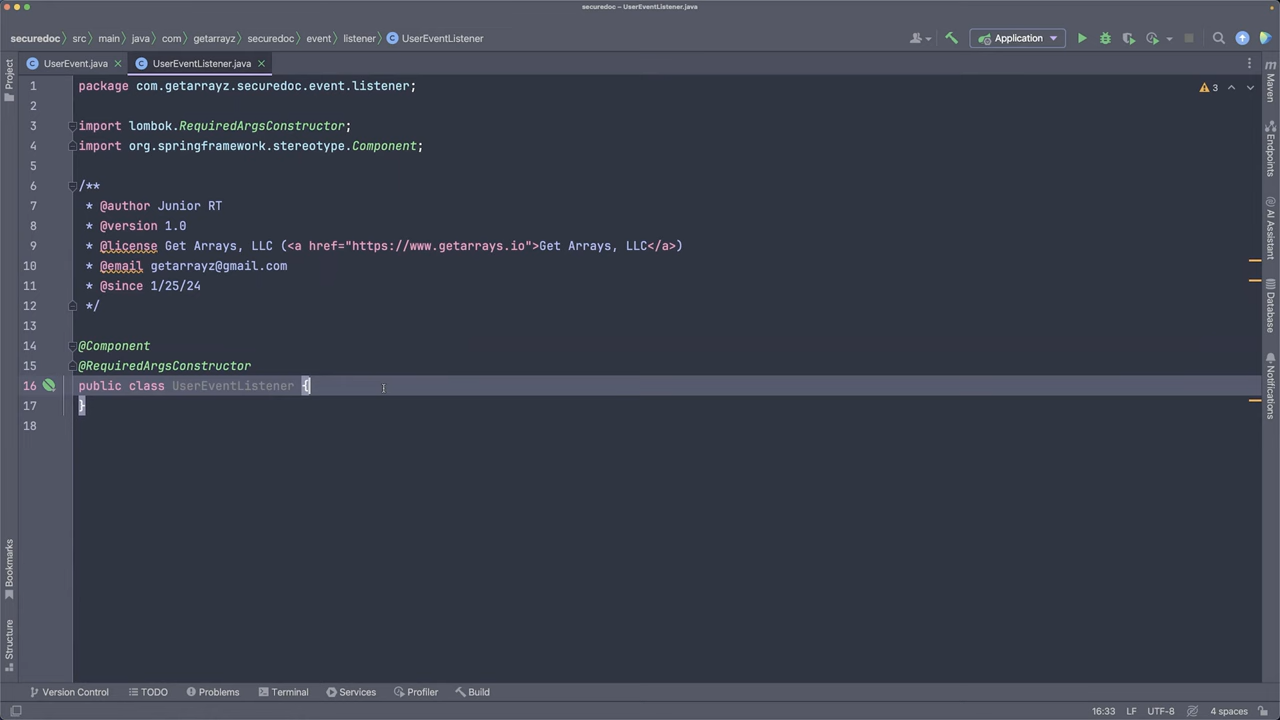 securedoc – UserEventListener.java
securedoc src main java com getarrayz securedoc event listener UserEventListener Application
Project UserEvent.java UserEventListener.java
1 package com.getarrayz.securedoc.event.listener; 3
2
3 import lombok.RequiredArgsConstructor;
4 import org.springframework.stereotype.Component;
5
6 /**
7 * @author Junior RT
8 * @version 1.0
9 * @license Get Arrays, LLC (<a href="https://www.getarrays.io">Get Arrays, LLC</a>)
10 * @email getarrayz@gmail.com
11 * @since 1/25/24
12 */
13
14 @Component
15 @RequiredArgsConstructor
16 public class UserEventListener {
17 }
18
m Maven
Endpoints
AI Assistant
Database
Notifications
Bookmarks
Structure
Version Control TODO Problems Terminal Services Profiler Build
16:33 LF UTF-8 4 spaces